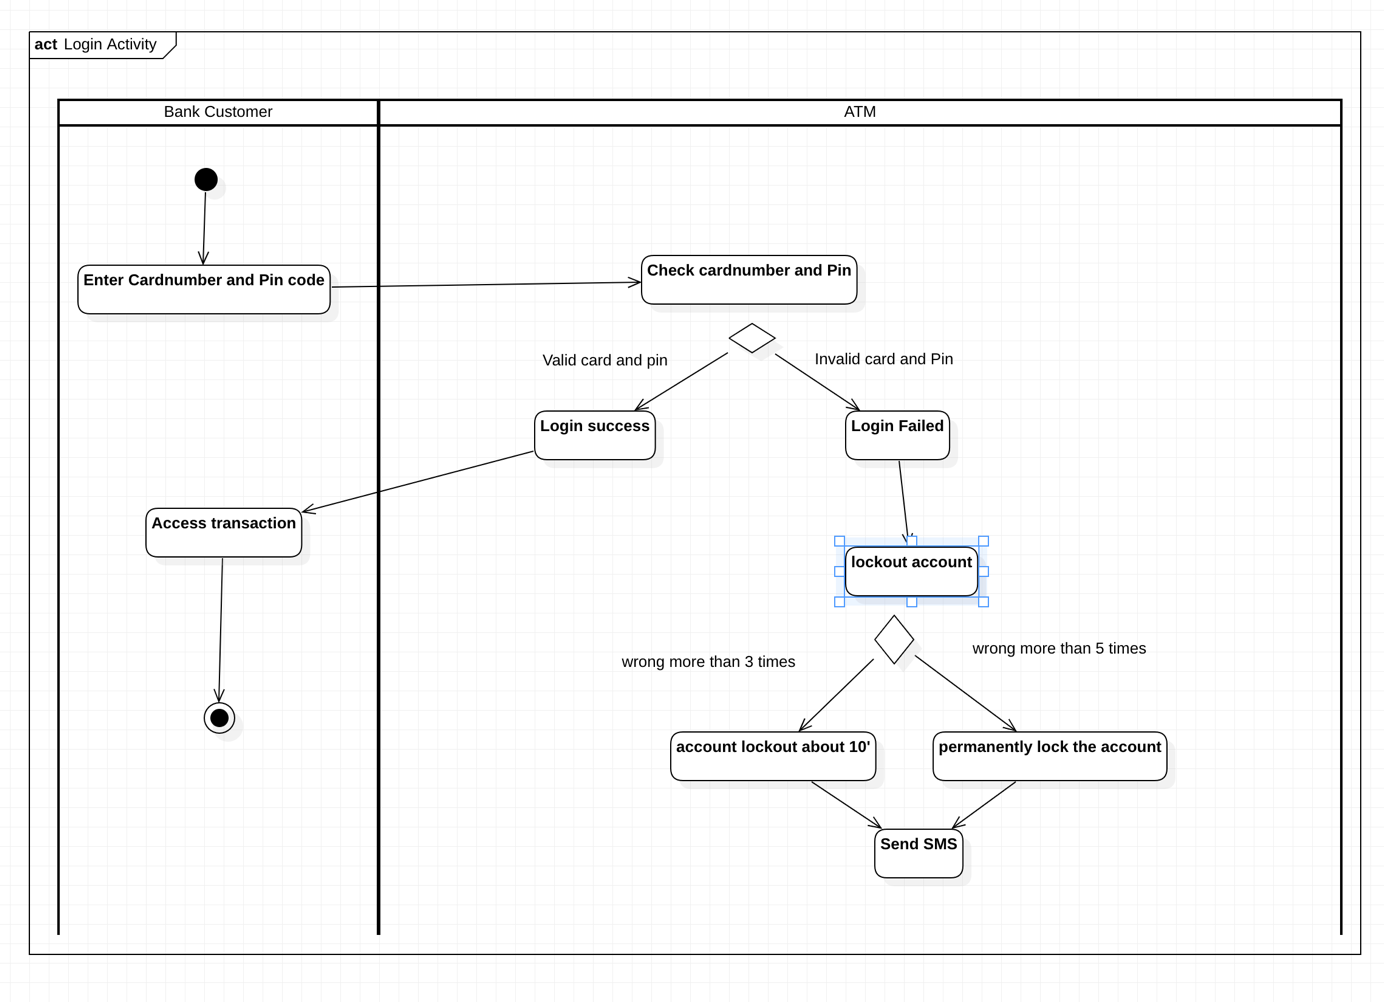 act Login Activity
Bank Customer
ATM
Enter Cardnumber and Pin code
Check cardnumber and Pin
Valid card and pin
Invalid card and Pin
Login success
Login Failed
Access transaction
lockout account
wrong more than 3 times
wrong more than 5 times
account lockout about 10'
permanently lock the account
Send SMS